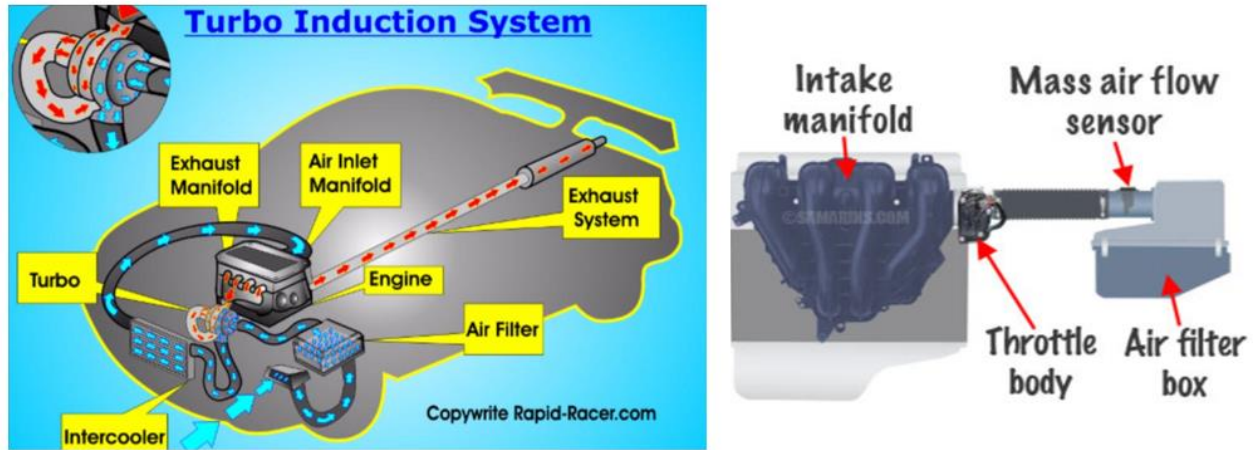 Turbo Induction System
Exhaust
Manifold
Air Inlet
Manifold
Exhaust
System
Turbo
Engine
Air Filter
Intercooler
Copywrite Rapid-Racer.com
Intake
manifold
Mass air flow
sensor
©SAMARINS.COM
Throttle
body
Air filter
box